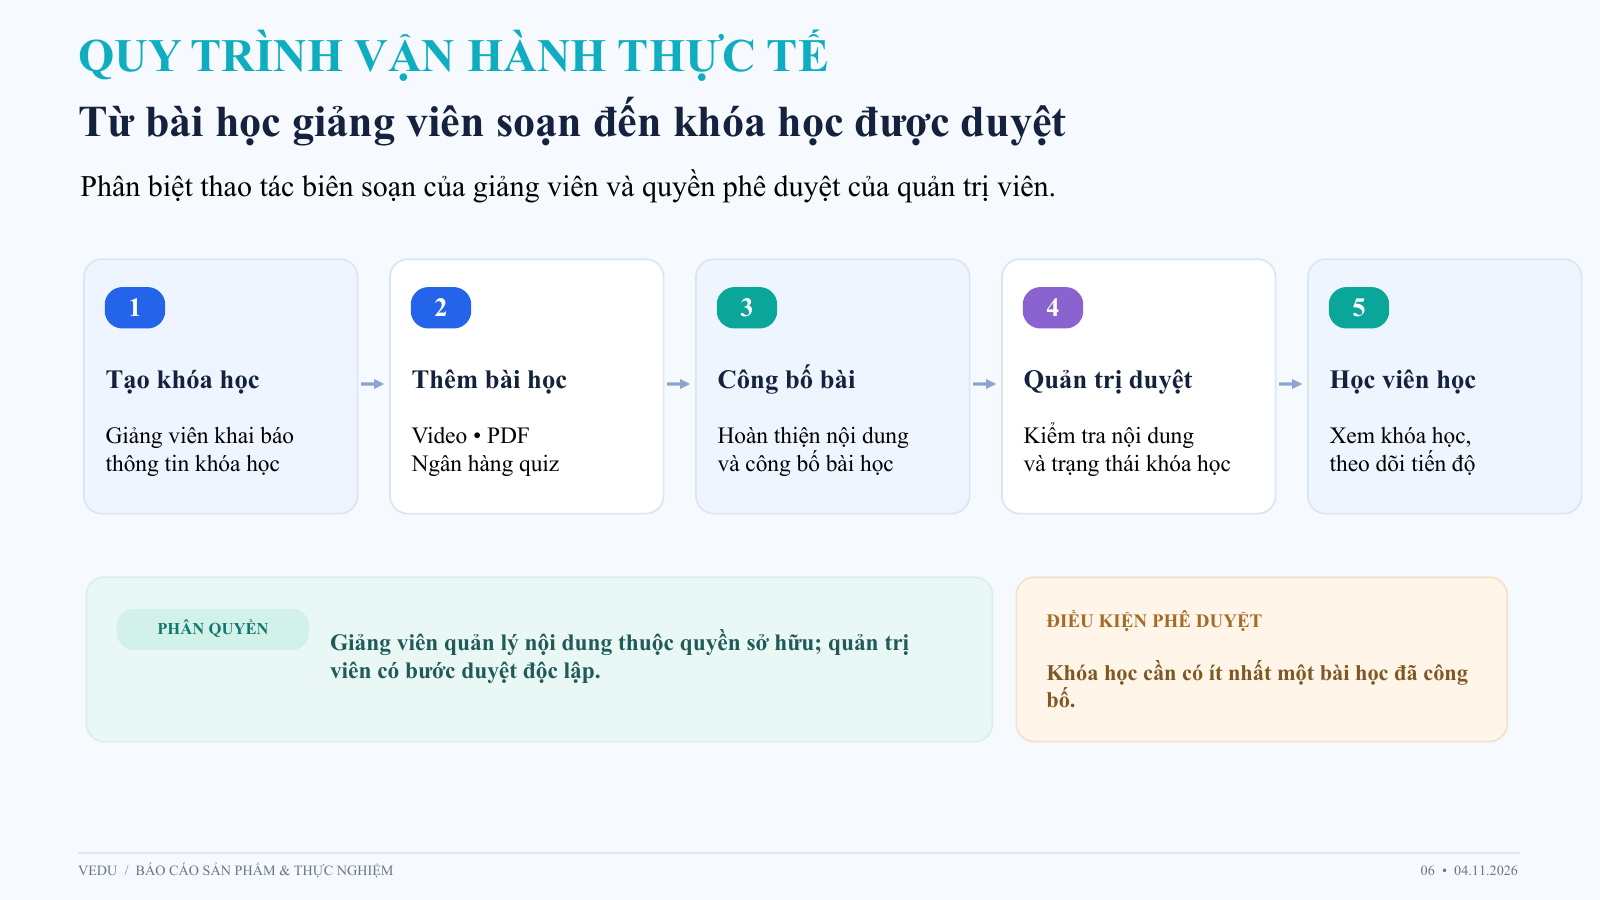 QUY TRÌNH VẬN HÀNH THỰC TẾ
Từ bài học giảng viên soạn đến khóa học được duyệt
Phân biệt thao tác biên soạn của giảng viên và quyền phê duyệt của quản trị viên.
1
Tạo khóa học
Giảng viên khai báo
thông tin khóa học
2
Thêm bài học
Video • PDF
Ngân hàng quiz
3
Công bố bài
Hoàn thiện nội dung
và công bố bài học
4
Quản trị duyệt
Kiểm tra nội dung
và trạng thái khóa học
5
Học viên học
Xem khóa học,
theo dõi tiến độ
PHÂN QUYỀN
Giảng viên quản lý nội dung thuộc quyền sở hữu; quản trị
viên có bước duyệt độc lập.
ĐIỀU KIỆN PHÊ DUYỆT
Khóa học cần có ít nhất một bài học đã công
bố.
VEDU / BÁO CÁO SẢN PHẨM & THỰC NGHIỆM
06 • 04.11.2026